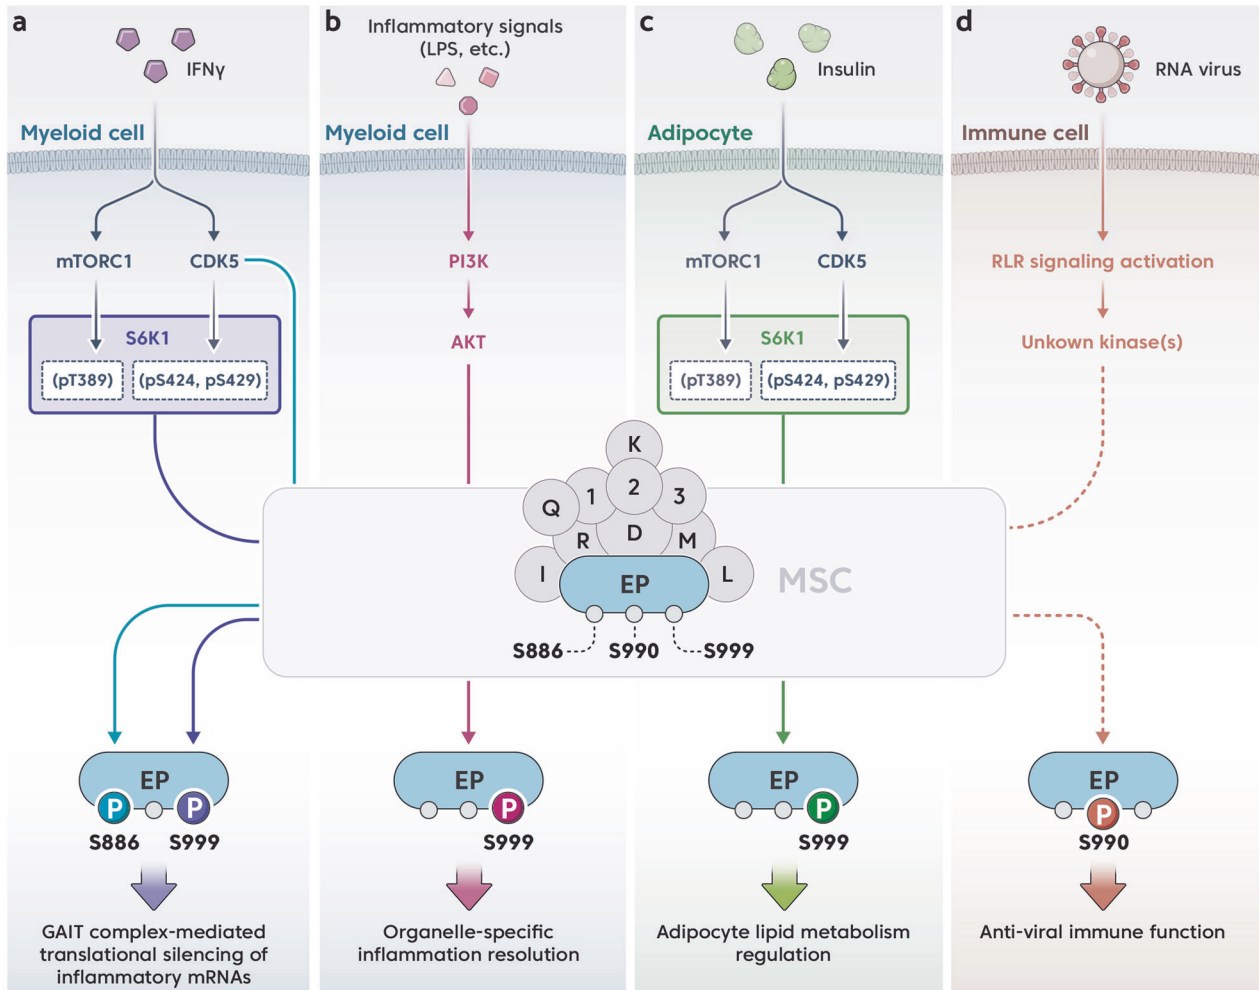 a
IFNγ
Myeloid cell
mTORC1
CDK5
S6K1
(pT389)
(pS424, pS429)
b
Inflammatory signals
(LPS, etc.)
Myeloid cell
PI3K
AKT
c
Insulin
Adipocyte
mTORC1
CDK5
S6K1
(pT389)
(pS424, pS429)
d
RNA virus
Immune cell
RLR signaling activation
Unkown kinase(s)
K
Q
1
2
3
R
D
M
I
EP
L
MSC
S886
S990
S999
EP
P
P
S886
S999
GAIT complex-mediated
translational silencing of
inflammatory mRNAs
EP
P
S999
Organelle-specific
inflammation resolution
EP
P
S999
Adipocyte lipid metabolism
regulation
EP
P
S990
Anti-viral immune function